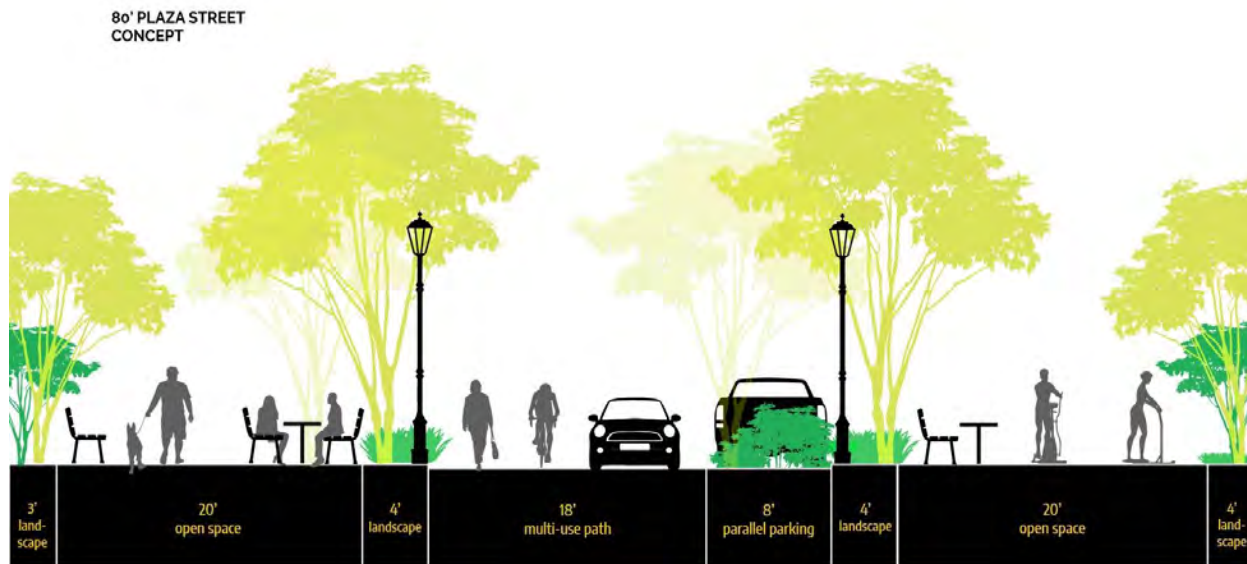 80' PLAZA STREET
CONCEPT
3'
land-
scape
20'
open space
4'
landscape
18'
multi-use path
8'
parallel parking
4'
landscape
20'
open space
4'
land-
scape